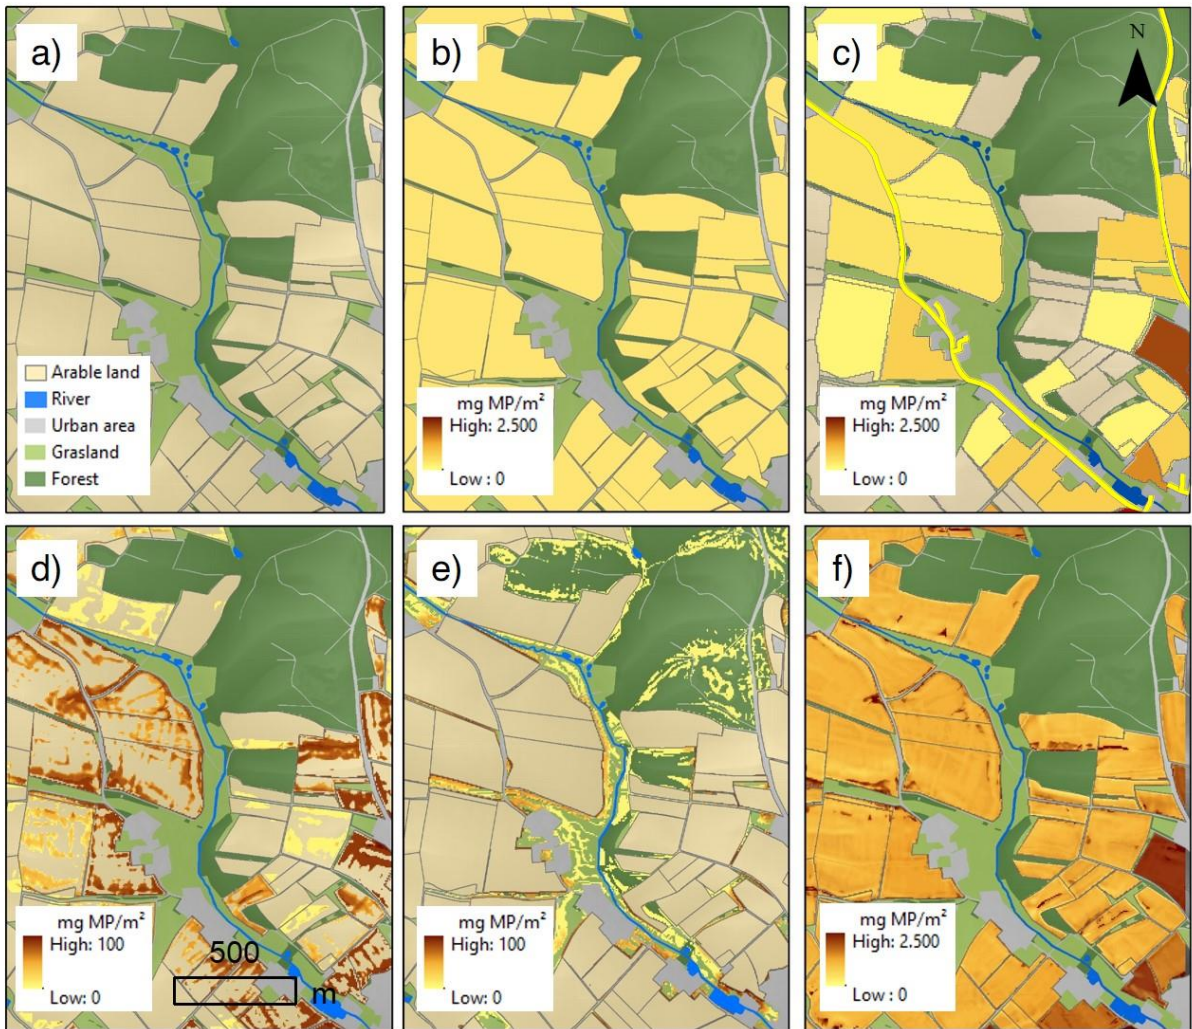 a)
Arable land
River
Urban area
Grasland
Forest
b)
mg MP/m²
High: 2.500
Low : 0
c)
N
mg MP/m²
High: 2.500
Low : 0
d)
mg MP/m²
High: 100
Low: 0
500
m
e)
mg MP/m²
High: 100
Low: 0
f)
mg MP/m²
High: 2.500
Low : 0